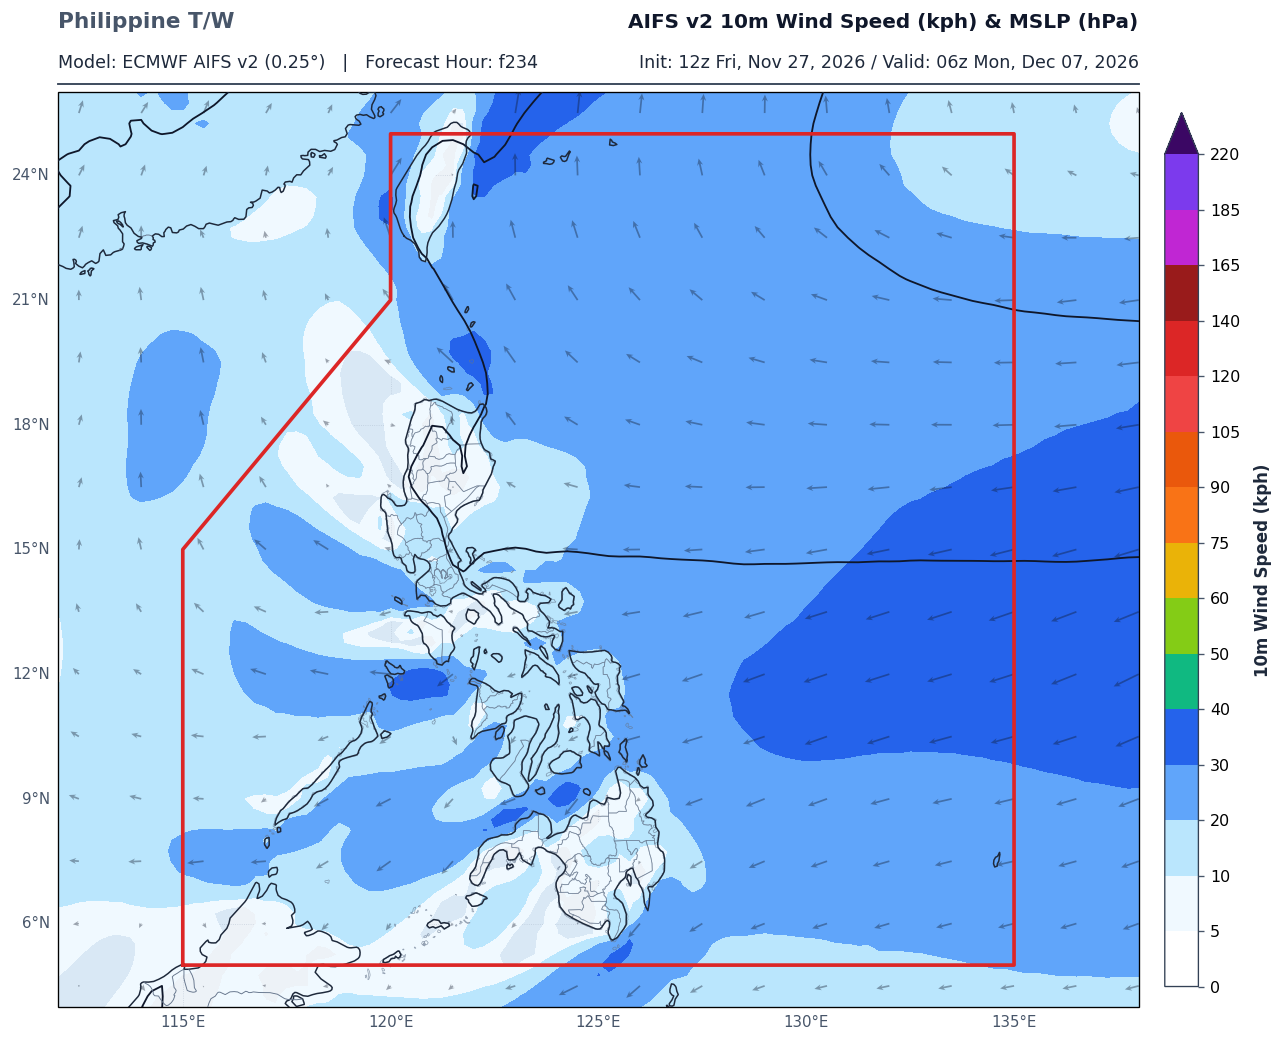 Philippine T/W
AIFS v2 10m Wind Speed (kph) & MSLP (hPa)
Model: ECMWF AIFS v2 (0.25°)   |   Forecast Hour: f234
Init: 12z Fri, Nov 27, 2026 / Valid: 06z Mon, Dec 07, 2026
24°N
21°N
18°N
15°N
12°N
9°N
6°N
115°E
120°E
125°E
130°E
135°E
220
185
165
140
120
105
90
75
60
50
40
30
20
10
5
0
10m Wind Speed (kph)